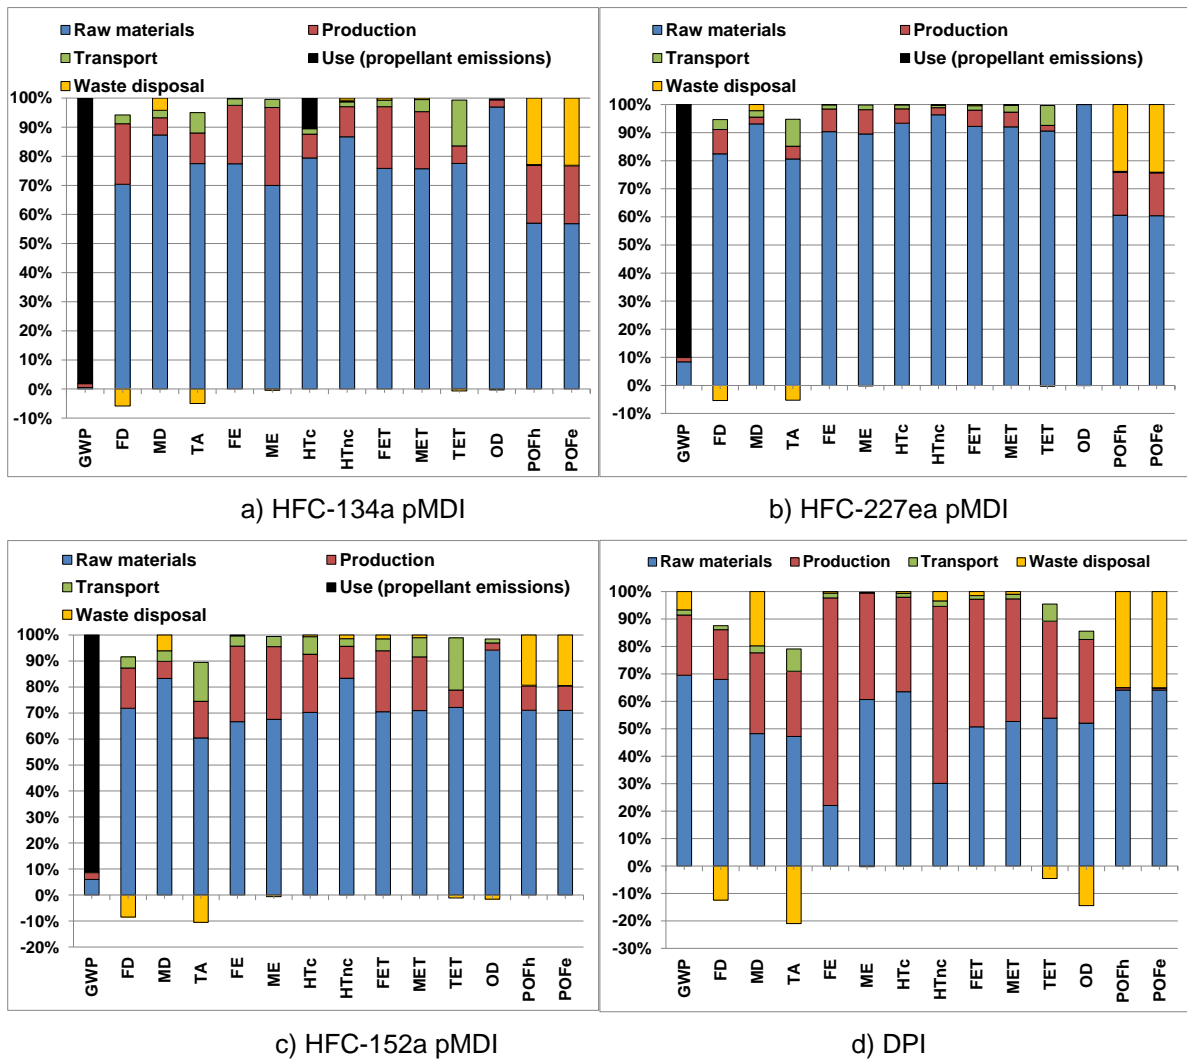 Raw materials
Production
Transport
Use (propellant emissions)
Waste disposal
100%
90%
80%
70%
60%
50%
40%
30%
20%
10%
0%
-10%
GWP
FD
MD
TA
FE
ME
HTc
HTnc
FET
MET
TET
OD
POFh
POFe
a) HFC-134a pMDI
Raw materials
Production
Transport
Use (propellant emissions)
Waste disposal
100%
90%
80%
70%
60%
50%
40%
30%
20%
10%
0%
-10%
GWP
FD
MD
TA
FE
ME
HTc
HTnc
FET
MET
TET
OD
POFh
POFe
b) HFC-227ea pMDI
Raw materials
Production
Transport
Use (propellant emissions)
Waste disposal
100%
90%
80%
70%
60%
50%
40%
30%
20%
10%
0%
-10%
-20%
GWP
FD
MD
TA
FE
ME
HTc
HTnc
FET
MET
TET
OD
POFh
POFe
c) HFC-152a pMDI
Raw materials
Production
Transport
Waste disposal
100%
90%
80%
70%
60%
50%
40%
30%
20%
10%
0%
-10%
-20%
-30%
GWP
FD
MD
TA
FE
ME
HTc
HTnc
FET
MET
TET
OD
POFh
POFe
d) DPI